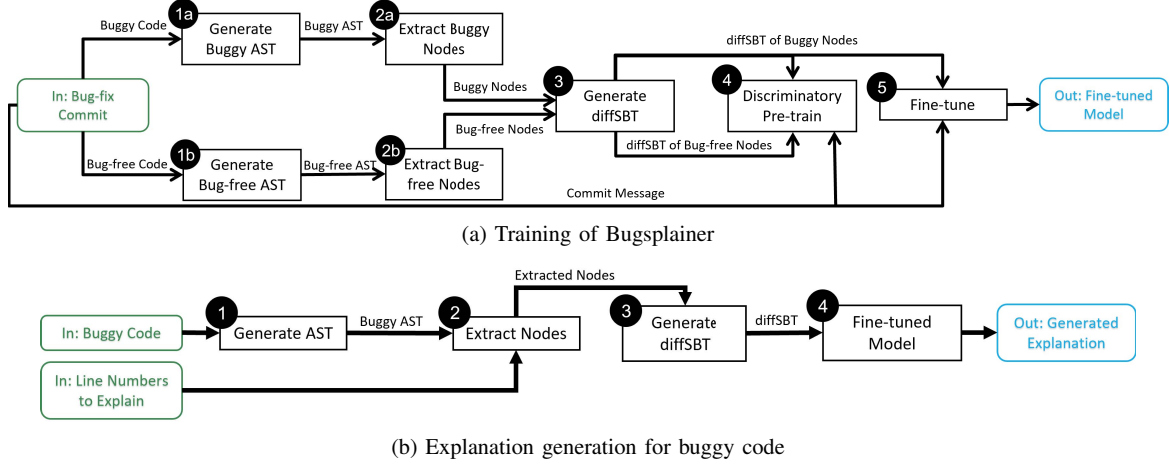 Buggy Code
1a
Generate
Buggy AST
Buggy AST
2a
Extract Buggy
Nodes
diffSBT of Buggy Nodes
In: Bug-fix
Commit
Buggy Nodes
Bug-free Nodes
3
Generate
diffSBT
4
Discriminatory
Pre-train
5
Fine-tune
Out: Fine-tuned
Model
Bug-free Code
1b
Generate
Bug-free AST
Bug-free AST
2b
Extract Bug-
free Nodes
diffSBT of Bug-free Nodes
Commit Message
(a) Training of Bugsplainer
Extracted Nodes
In: Buggy Code
1
Generate AST
Buggy AST
2
Extract Nodes
3
Generate
diffSBT
diffSBT
4
Fine-tuned
Model
Out: Generated
Explanation
In: Line Numbers
to Explain
(b) Explanation generation for buggy code